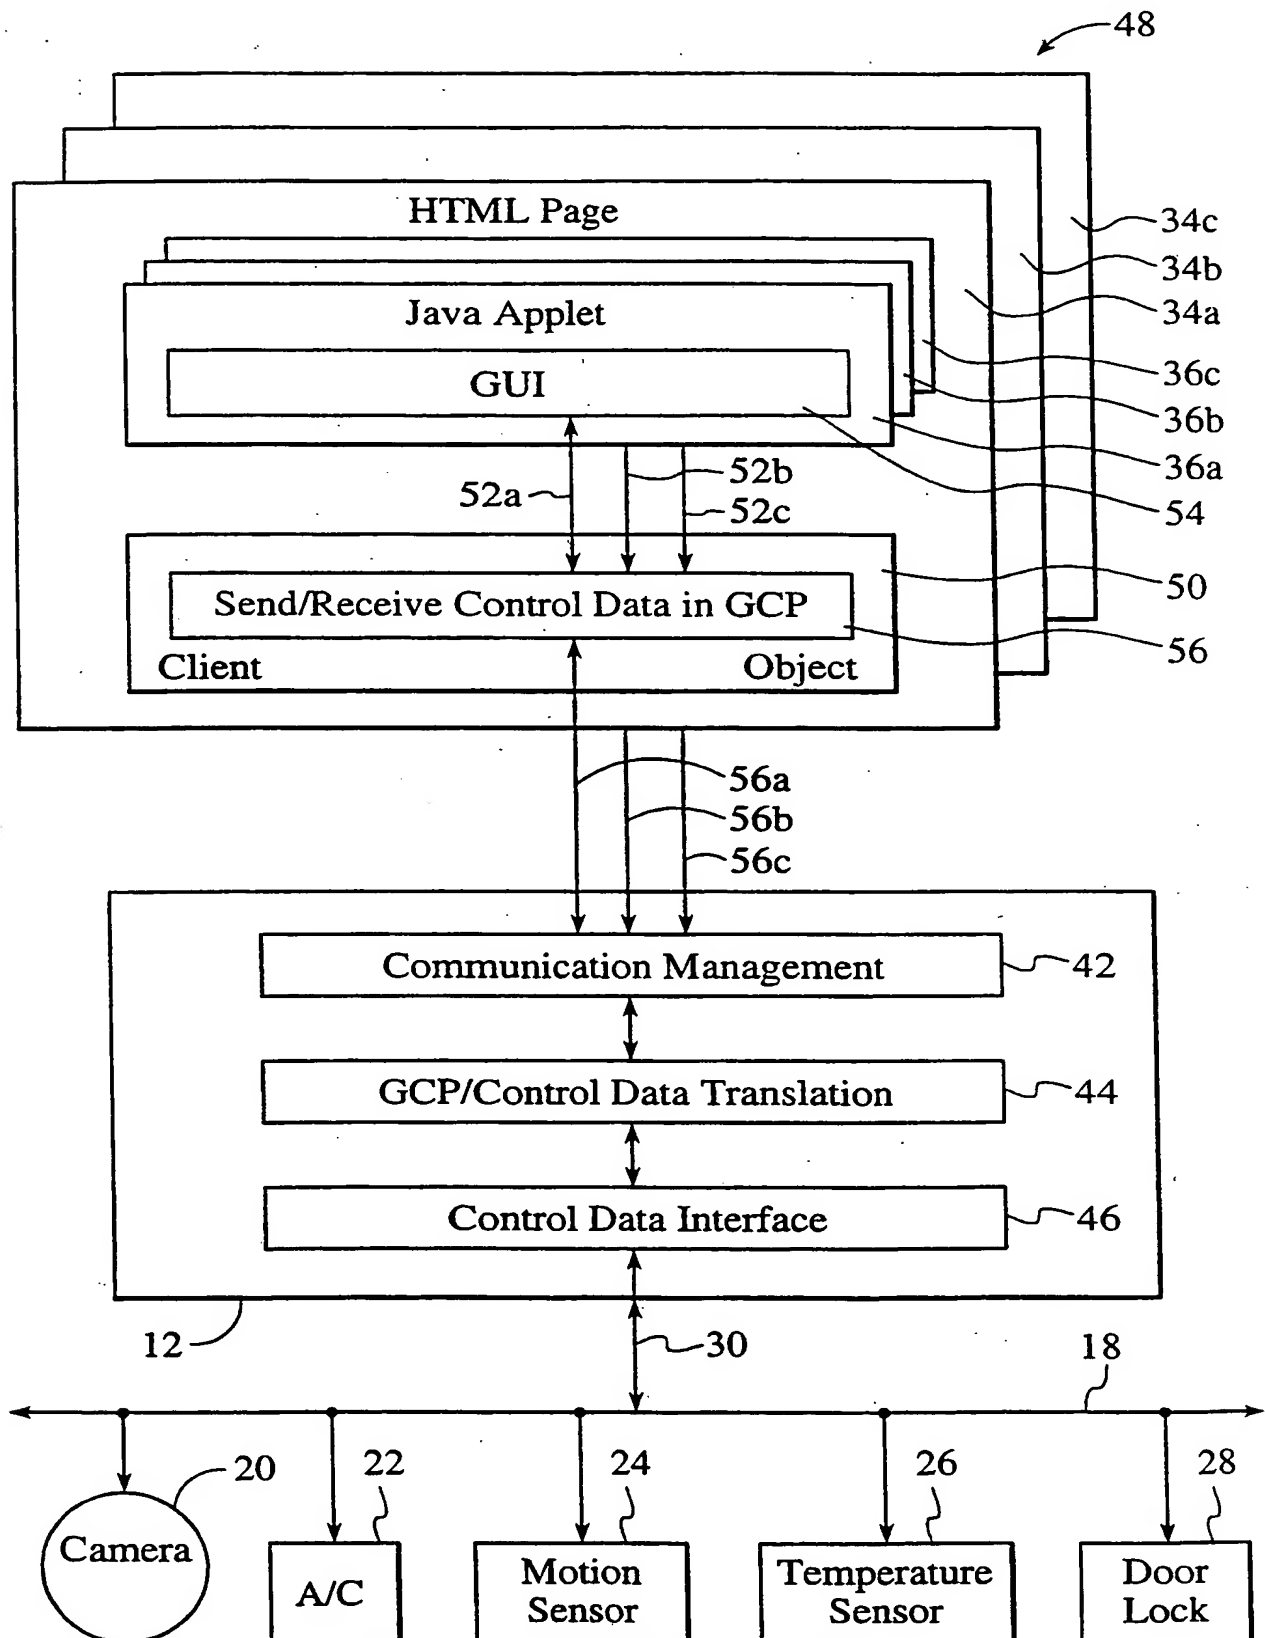 48
HTML Page
34c
34b
34a
Java Applet
36c
GUI
36b
36a
52b
52a
52c
54
50
Send/Receive Control Data in GCP
56
Client Object
56a
56b
56c
Communication Management
42
GCP/Control Data Translation
44
Control Data Interface
46
12
30
18
20
22
24
26
28
Camera
A/C
Motion
Sensor
Temperature
Sensor
Door
Lock